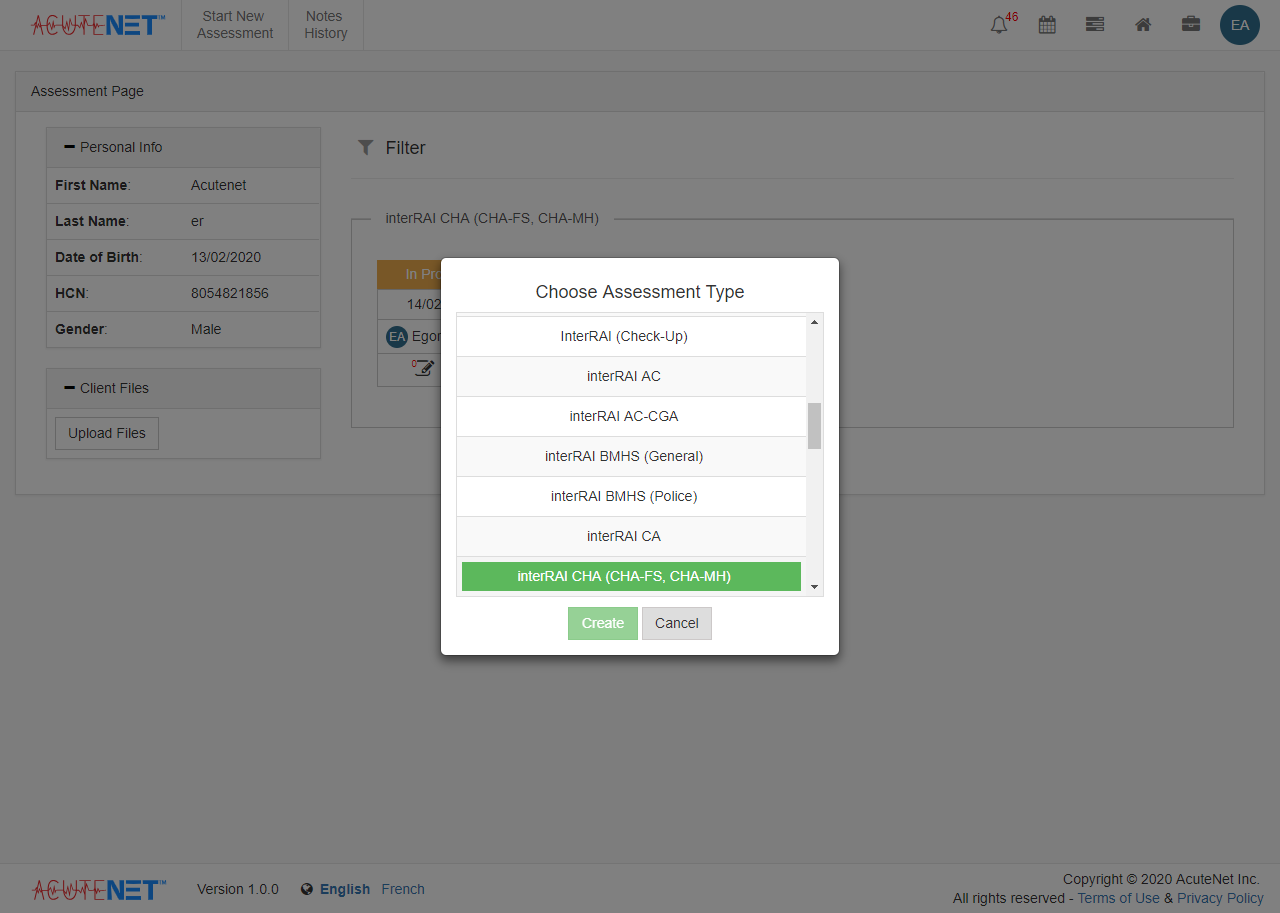 ACUTENET™
Start New
Assessment
Notes
History
46
EA
Assessment Page
Personal Info
First Name: Acutenet
Last Name: er
Date of Birth: 13/02/2020
HCN: 8054821856
Gender: Male
Client Files
Upload Files
Filter
interRAI CHA (CHA-FS, CHA-MH)
In Pro
14/02
EA Egor
0
Choose Assessment Type
InterRAI (Check-Up)
interRAI AC
interRAI AC-CGA
interRAI BMHS (General)
interRAI BMHS (Police)
interRAI CA
interRAI CHA (CHA-FS, CHA-MH)
Create Cancel
ACUTENET™
Version 1.0.0 English French
Copyright © 2020 AcuteNet Inc.
All rights reserved - Terms of Use & Privacy Policy